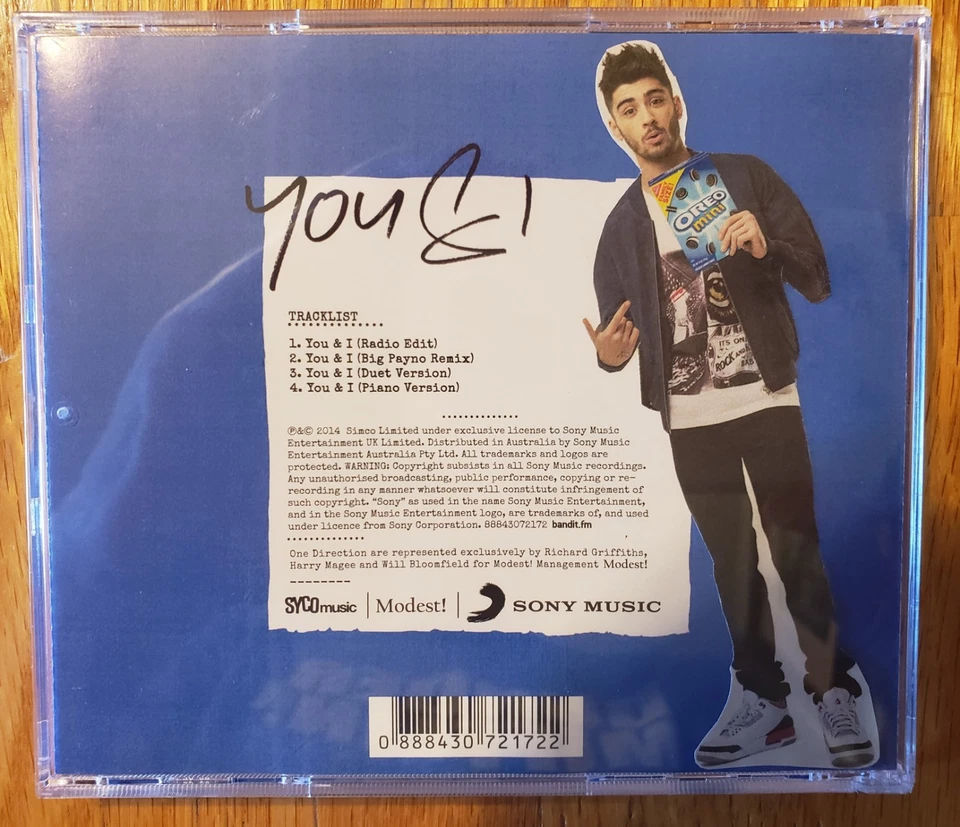 YOU & I
OREO
mini
TRACKLIST
1. You & I (Radio Edit)
2. You & I (Big Payno Remix)
3. You & I (Duet Version)
4. You & I (Piano Version)
IT'S ON
ROCK AND
℗&© 2014 Simco Limited under exclusive license to Sony Music
Entertainment UK Limited. Distributed in Australia by Sony Music
Entertainment Australia Pty Ltd. All trademarks and logos are
protected. WARNING: Copyright subsists in all Sony Music recordings.
Any unauthorised broadcasting, public performance, copying or re-
recording in any manner whatsoever will constitute infringement of
such copyright. "Sony" as used in the name Sony Music Entertainment,
and in the Sony Music Entertainment logo, are trademarks of, and used
under licence from Sony Corporation. 88843072172 bandit.fm
One Direction are represented exclusively by Richard Griffiths,
Harry Magee and Will Bloomfield for Modest! Management Modest!
SYCOmusic Modest! SONY MUSIC
0 888430 721722